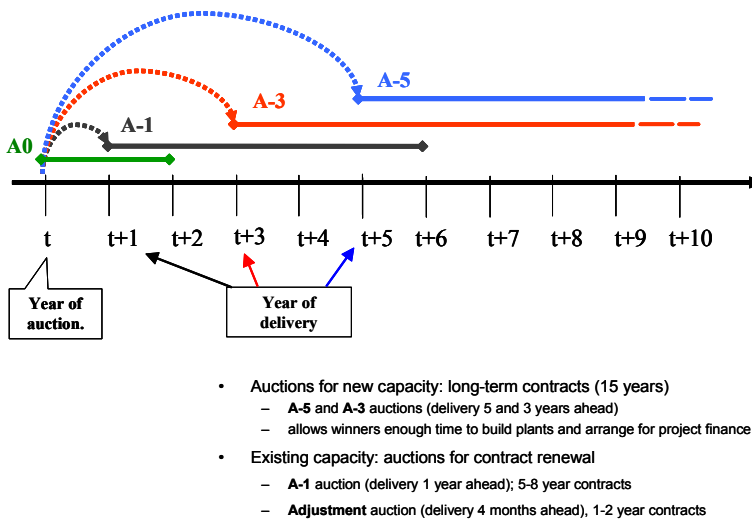 A-5
A-3
A-1
A0
t
t+1
t+2
t+3
t+4
t+5
t+6
t+7
t+8
t+9
t+10
Year of
auction.
Year of
delivery
• Auctions for new capacity: long-term contracts (15 years)
– A-5 and A-3 auctions (delivery 5 and 3 years ahead)
– allows winners enough time to build plants and arrange for project finance
• Existing capacity: auctions for contract renewal
– A-1 auction (delivery 1 year ahead); 5-8 year contracts
– Adjustment auction (delivery 4 months ahead), 1-2 year contracts